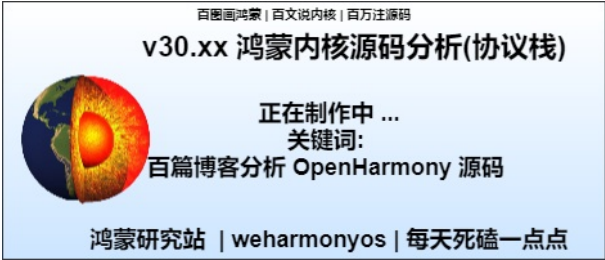 百图画鸿蒙 | 百文说内核 | 百万注源码
v30.xx 鸿蒙内核源码分析(协议栈)
正在制作中 ...
关键词:
百篇博客分析 OpenHarmony 源码
鸿蒙研究站 | weharmonyos | 每天死磕一点点